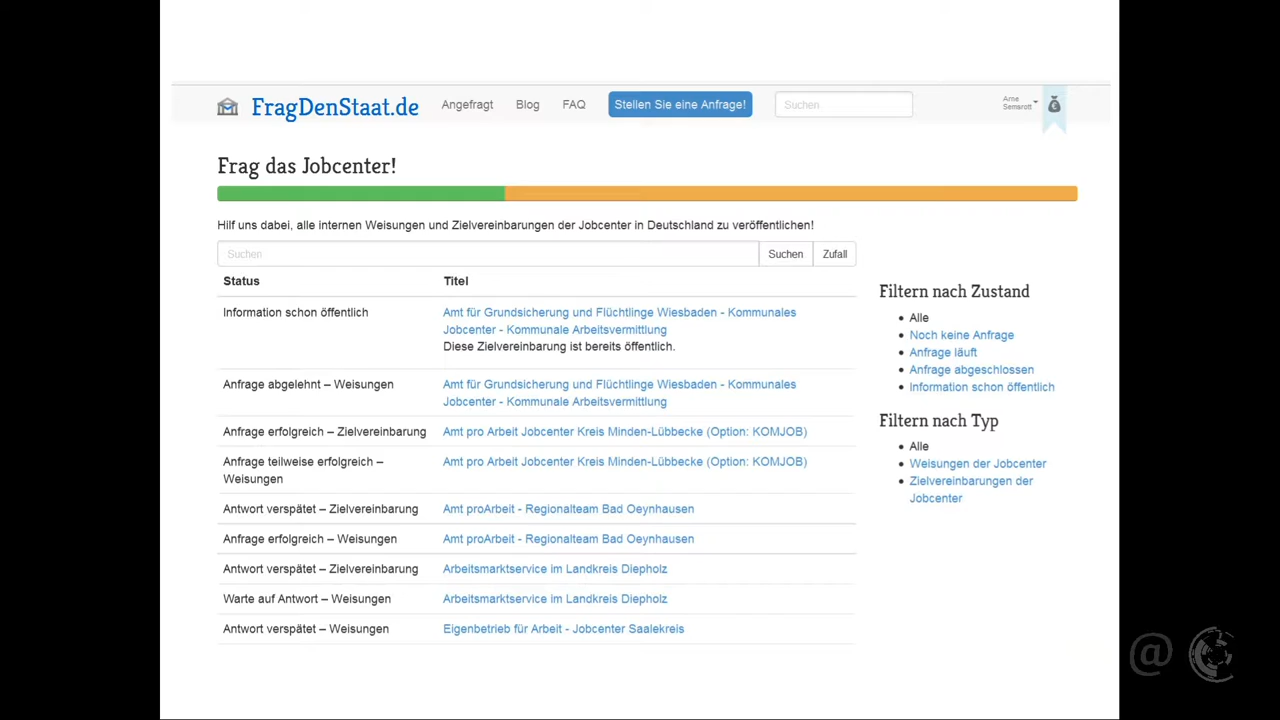 FragDenStaat.de Angefragt Blog FAQ Stellen Sie eine Anfrage! Suchen Arne
Semsrott
Frag das Jobcenter!
Hilf uns dabei, alle internen Weisungen und Zielvereinbarungen der Jobcenter in Deutschland zu veröffentlichen!
Suchen Suchen Zufall
Status Titel
Information schon öffentlich Amt für Grundsicherung und Flüchtlinge Wiesbaden - Kommunales
Jobcenter - Kommunale Arbeitsvermittlung
Diese Zielvereinbarung ist bereits öffentlich.
Anfrage abgelehnt – Weisungen Amt für Grundsicherung und Flüchtlinge Wiesbaden - Kommunales
Jobcenter - Kommunale Arbeitsvermittlung
Anfrage erfolgreich – Zielvereinbarung Amt pro Arbeit Jobcenter Kreis Minden-Lübbecke (Option: KOMJOB)
Anfrage teilweise erfolgreich – Amt pro Arbeit Jobcenter Kreis Minden-Lübbecke (Option: KOMJOB)
Weisungen
Antwort verspätet – Zielvereinbarung Amt proArbeit - Regionalteam Bad Oeynhausen
Anfrage erfolgreich – Weisungen Amt proArbeit - Regionalteam Bad Oeynhausen
Antwort verspätet – Zielvereinbarung Arbeitsmarktservice im Landkreis Diepholz
Warte auf Antwort – Weisungen Arbeitsmarktservice im Landkreis Diepholz
Antwort verspätet – Weisungen Eigenbetrieb für Arbeit - Jobcenter Saalekreis
Filtern nach Zustand
Alle
Noch keine Anfrage
Anfrage läuft
Anfrage abgeschlossen
Information schon öffentlich
Filtern nach Typ
Alle
Weisungen der Jobcenter
Zielvereinbarungen der
Jobcenter
@